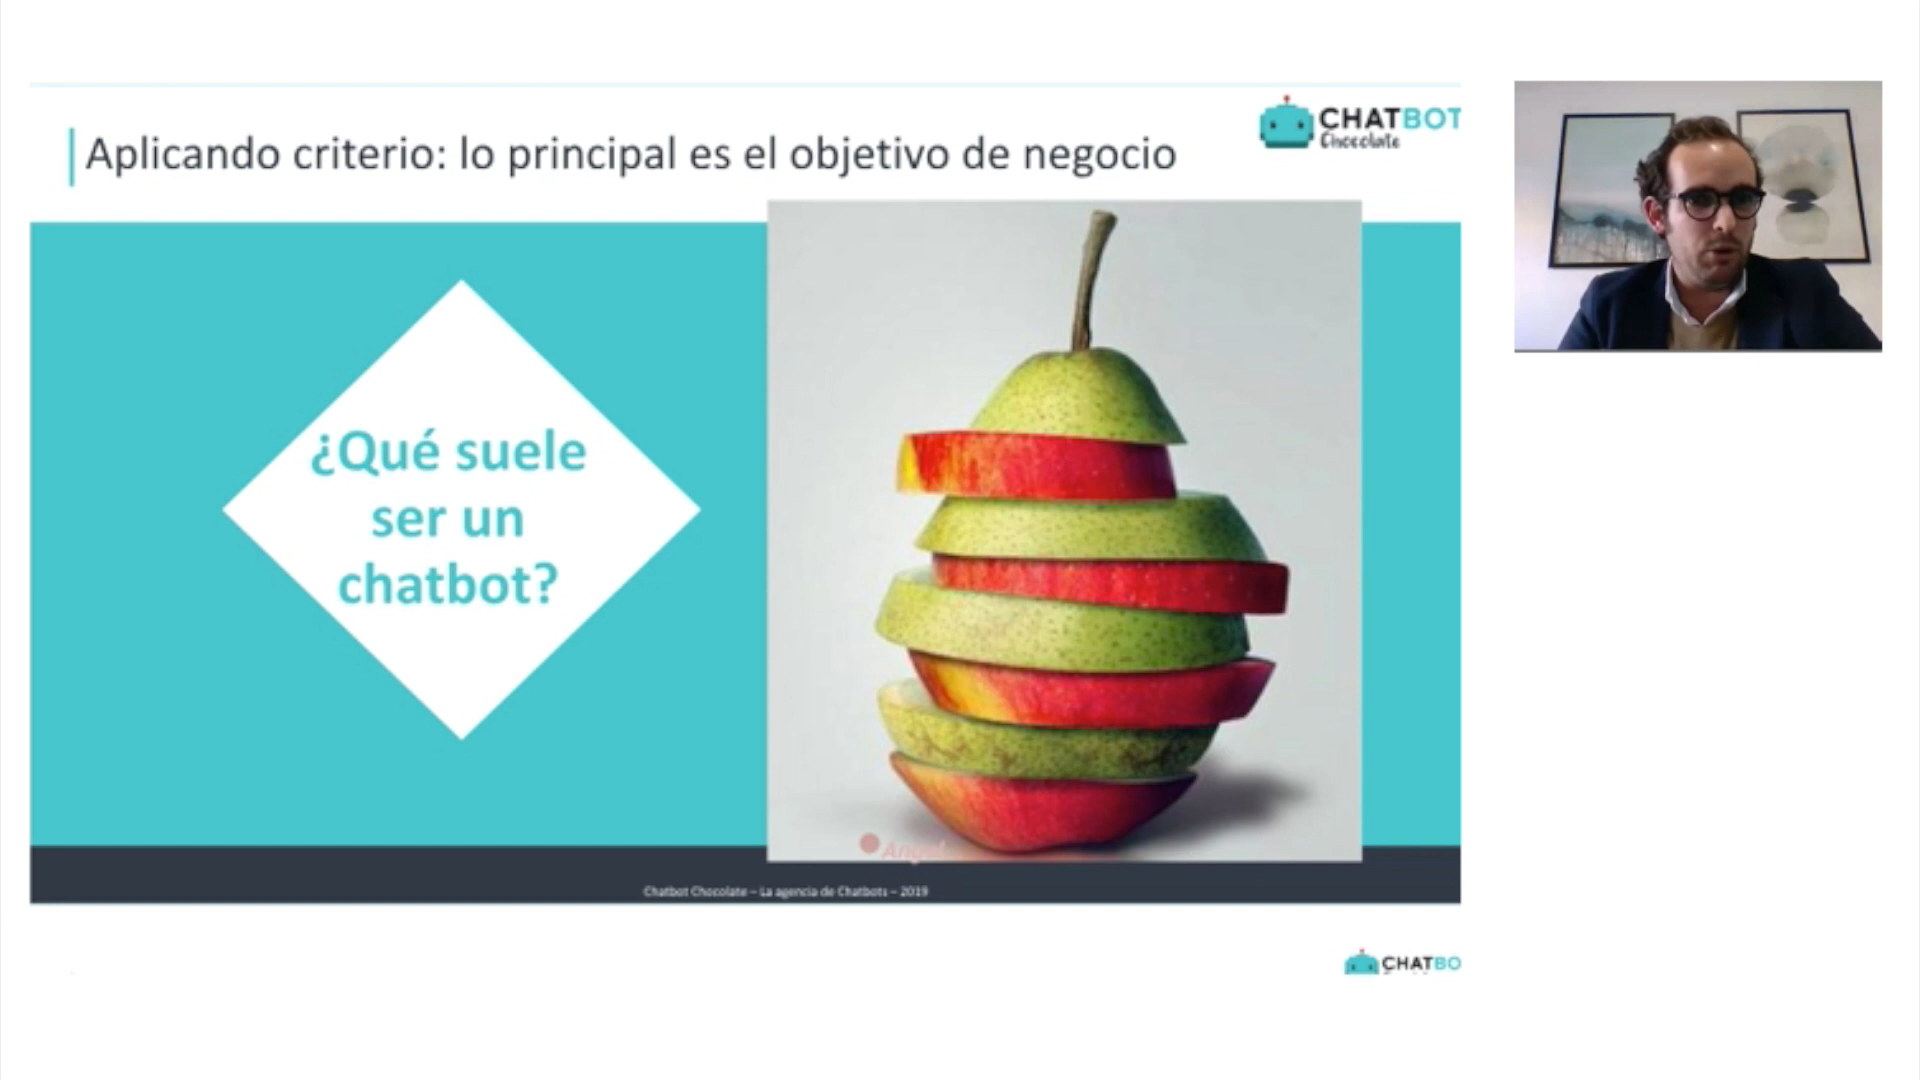 Aplicando criterio: lo principal es el objetivo de negocio
CHATBOT
Chocolate
¿Qué suele
ser un
chatbot?
Angel
Chatbot Chocolate – La agencia de Chatbots – 2019
CHATBO